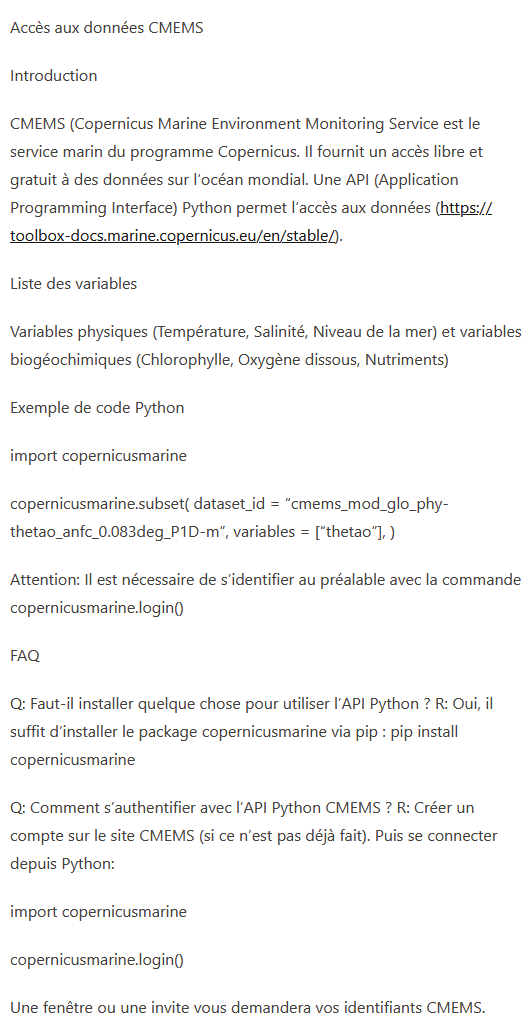 Accès aux données CMEMS
Introduction
CMEMS (Copernicus Marine Environment Monitoring Service est le
service marin du programme Copernicus. Il fournit un accès libre et
gratuit à des données sur l’océan mondial. Une API (Application
Programming Interface) Python permet l’accès aux données (https://
toolbox-docs.marine.copernicus.eu/en/stable/).
Liste des variables
Variables physiques (Température, Salinité, Niveau de la mer) et variables
biogéochimiques (Chlorophylle, Oxygène dissous, Nutriments)
Exemple de code Python
import copernicusmarine
copernicusmarine.subset( dataset_id = “cmems_mod_glo_phy-
thetao_anfc_0.083deg_P1D-m”, variables = [“thetao”], )
Attention: Il est nécessaire de s’identifier au préalable avec la commande
copernicusmarine.login()
FAQ
Q: Faut-il installer quelque chose pour utiliser l’API Python ? R: Oui, il
suffit d’installer le package copernicusmarine via pip : pip install
copernicusmarine
Q: Comment s’authentifier avec l’API Python CMEMS ? R: Créer un
compte sur le site CMEMS (si ce n’est pas déjà fait). Puis se connecter
depuis Python:
import copernicusmarine
copernicusmarine.login()
Une fenêtre ou une invite vous demandera vos identifiants CMEMS.